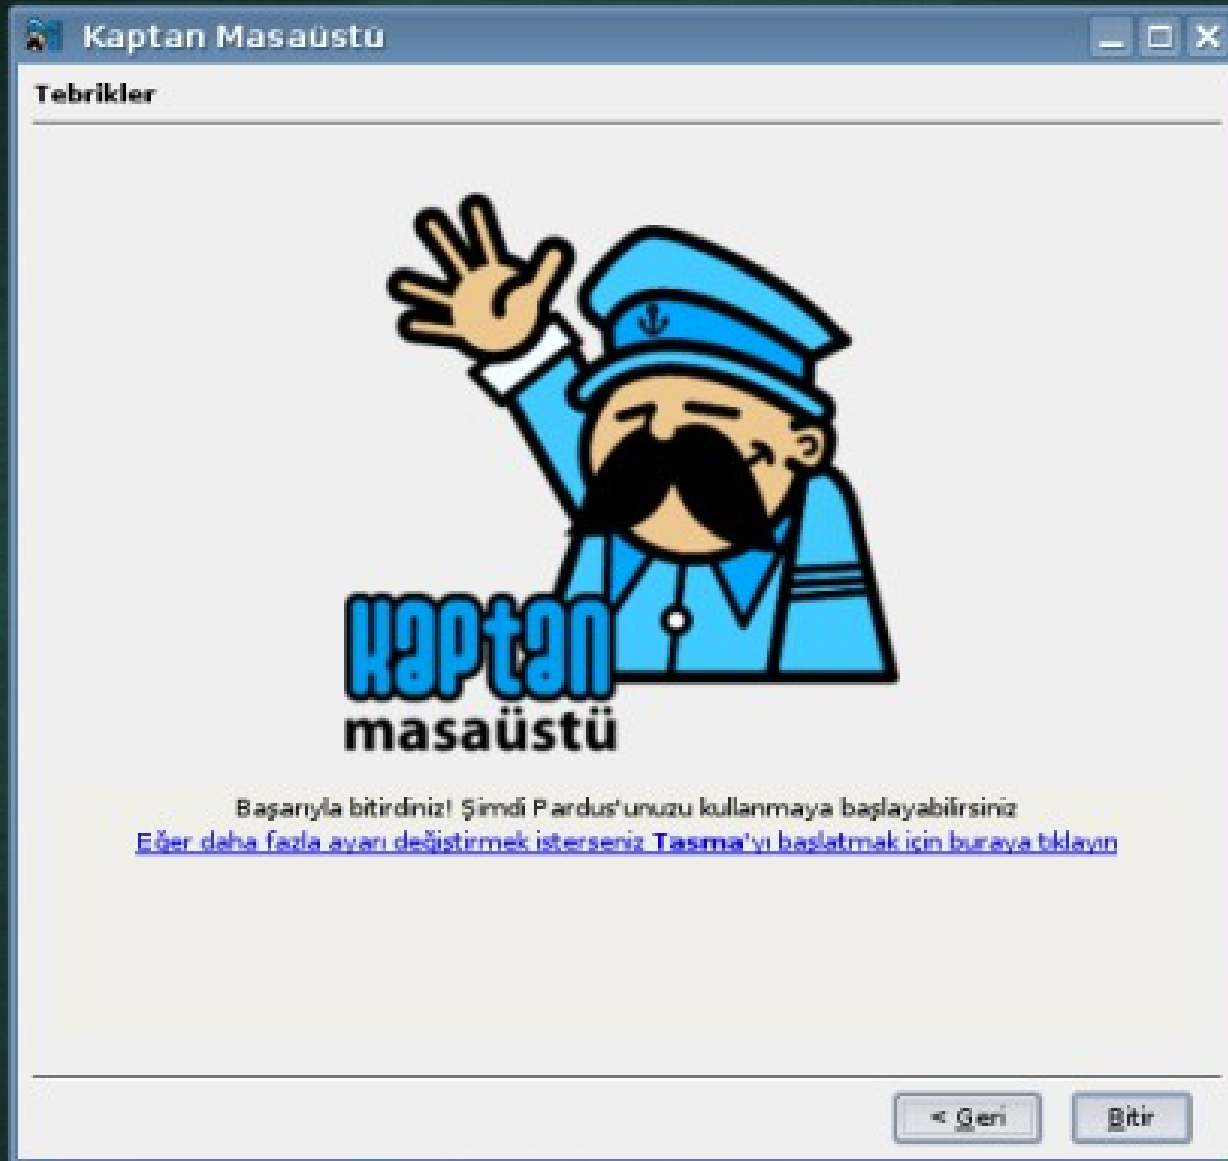 Kaptan Masaüstü
Tebrikler
kaptan
masaüstü
Başarıyla bitirdiniz! Şimdi Pardus'unuzu kullanmaya başlayabilirsiniz
Eğer daha fazla ayarı değiştirmek isterseniz Tasma'yı başlatmak için buraya tıklayın
< Geri
Bitir